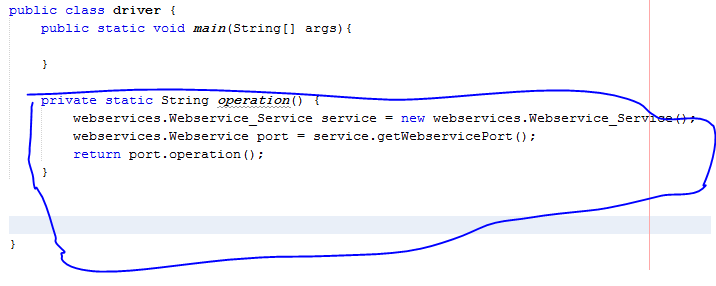 public class driver {
public static void main(String[] args){
}
private static String operation() {
webservices.Webservice_Service service = new webservices.Webservice_Service();
webservices.Webservice port = service.getWebservicePort();
return port.operation();
}
}